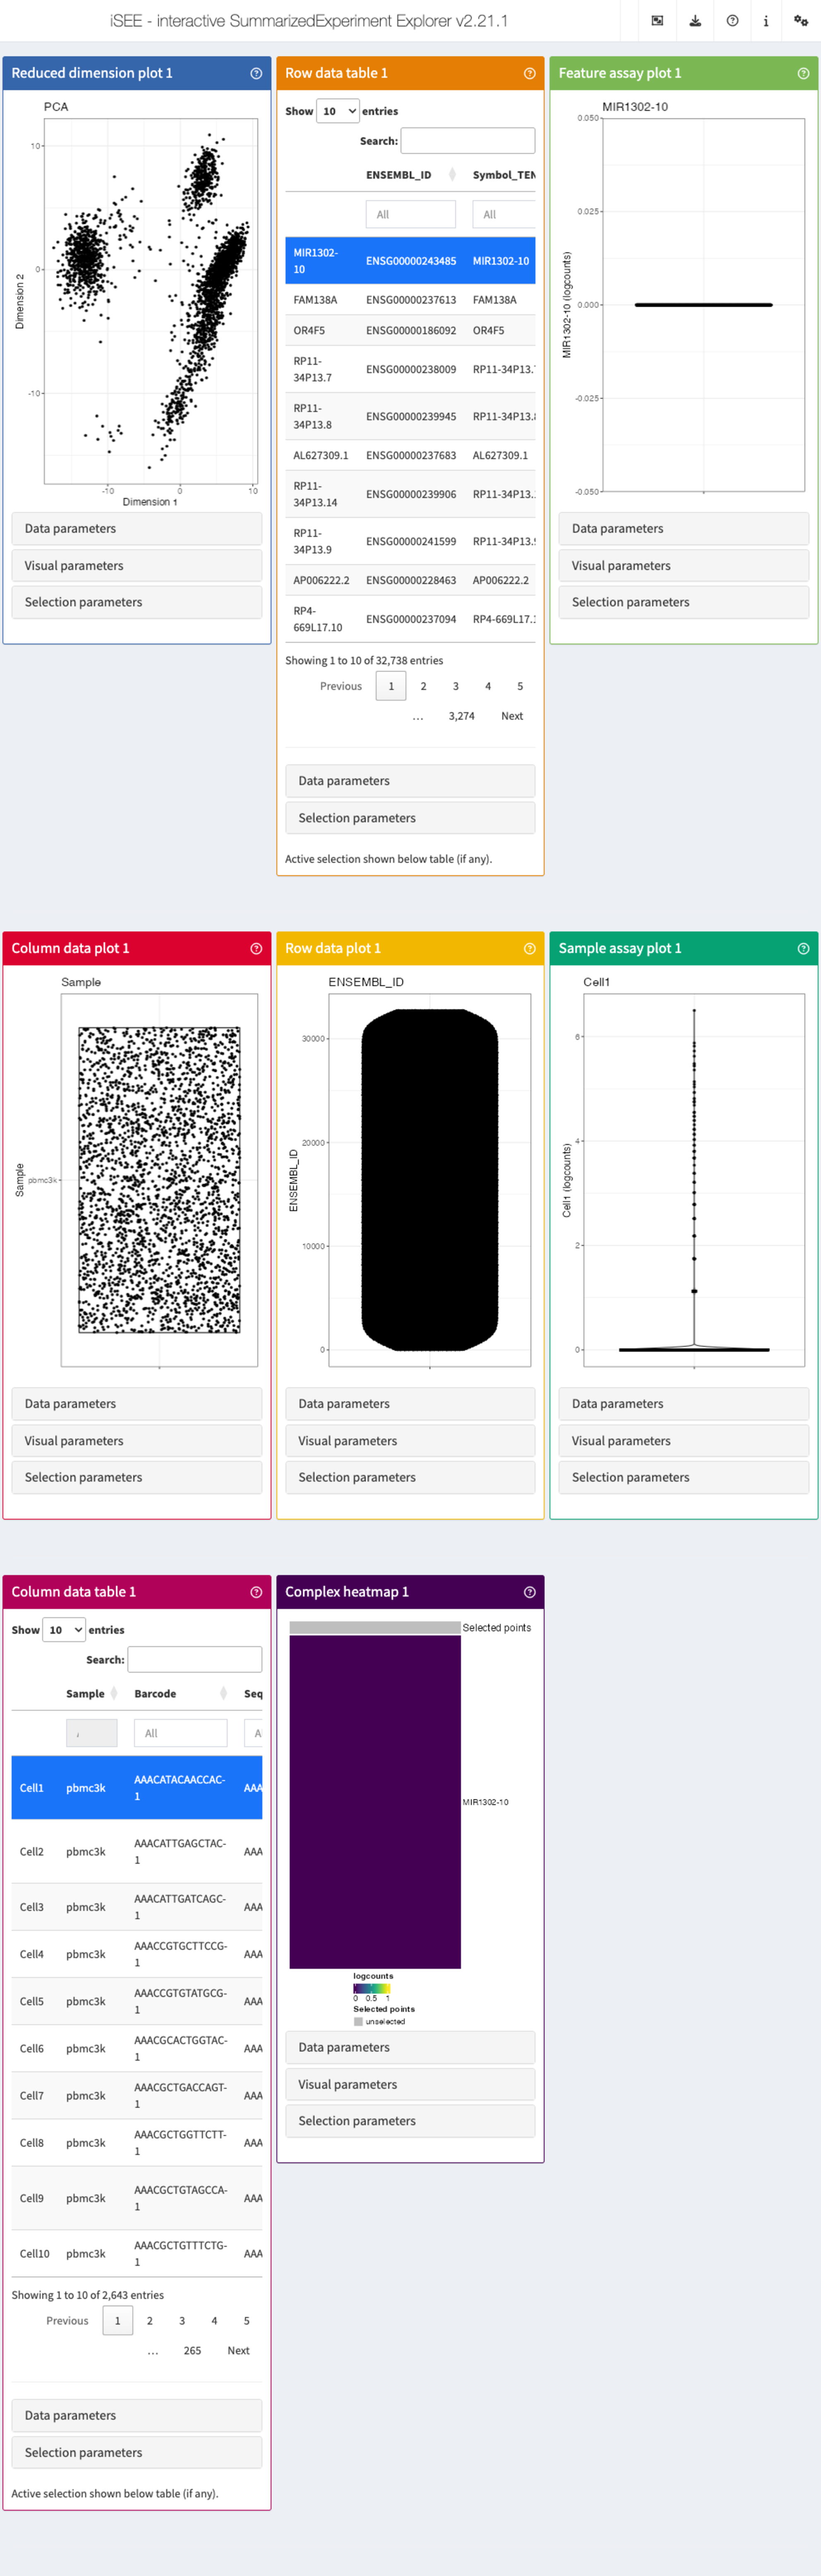 iSEE - interactive SummarizedExperiment Explorer v2.21.1
Reduced dimension plot 1
PCA
10
0
-10
Dimension 2
-10
0
10
Dimension 1
Data parameters
Visual parameters
Selection parameters
Row data table 1
Show 10 entries
Search:
ENSEMBL_ID Symbol_TEN
All All
MIR1302-
10 ENSG00000243485 MIR1302-10
FAM138A ENSG00000237613 FAM138A
OR4F5 ENSG00000186092 OR4F5
RP11-
34P13.7 ENSG00000238009 RP11-34P13.
RP11-
34P13.8 ENSG00000239945 RP11-34P13.
AL627309.1 ENSG00000237683 AL627309.1
RP11-
34P13.14 ENSG00000239906 RP11-34P13.
RP11-
34P13.9 ENSG00000241599 RP11-34P13.
AP006222.2 ENSG00000228463 AP006222.2
RP4-
669L17.10 ENSG00000237094 RP4-669L17.
Showing 1 to 10 of 32,738 entries
Previous 1 2 3 4 5
… 3,274 Next
Data parameters
Selection parameters
Active selection shown below table (if any).
Feature assay plot 1
MIR1302-10
0.050
0.025
0.000
-0.025
-0.050
MIR1302-10 (logcounts)
Data parameters
Visual parameters
Selection parameters
Column data plot 1
Sample
Sample
pbmc3k
Data parameters
Visual parameters
Selection parameters
Row data plot 1
ENSEMBL_ID
30000
20000
10000
0
ENSEMBL_ID
Data parameters
Visual parameters
Selection parameters
Sample assay plot 1
Cell1
6
4
2
0
Cell1 (logcounts)
Data parameters
Visual parameters
Selection parameters
Column data table 1
Show 10 entries
Search:
Sample Barcode Seq
All A
Cell1 pbmc3k AAACATACAACCAC-
1 AAA
Cell2 pbmc3k AAACATTGAGCTAC-
1 AAA
Cell3 pbmc3k AAACATTGATCAGC-
1 AAA
Cell4 pbmc3k AAACCGTGCTTCCG-
1 AAA
Cell5 pbmc3k AAACCGTGTATGCG-
1 AAA
Cell6 pbmc3k AAACGCACTGGTAC-
1 AAA
Cell7 pbmc3k AAACGCTGACCAGT-
1 AAA
Cell8 pbmc3k AAACGCTGGTTCTT-
1 AAA
Cell9 pbmc3k AAACGCTGTAGCCA-
1 AAA
Cell10 pbmc3k AAACGCTGTTTCTG-
1 AAA
Showing 1 to 10 of 2,643 entries
Previous 1 2 3 4 5
… 265 Next
Data parameters
Selection parameters
Active selection shown below table (if any).
Complex heatmap 1
Selected points
MIR1302-10
logcounts
0 0.5 1
Selected points
unselected
Data parameters
Visual parameters
Selection parameters